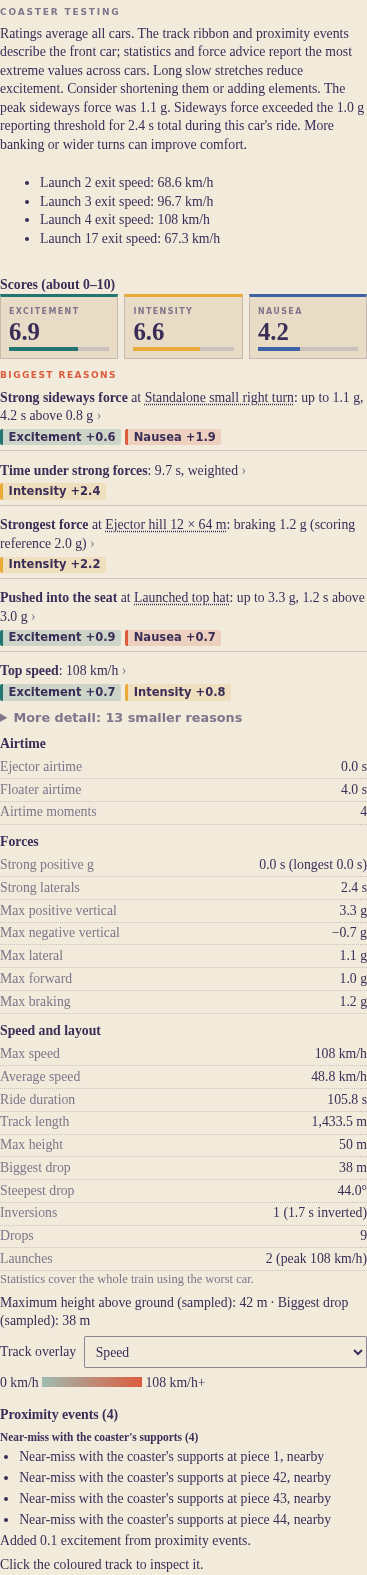 COASTER TESTING
Ratings average all cars. The track ribbon and proximity events
describe the front car; statistics and force advice report the most
extreme values across cars. Long slow stretches reduce
excitement. Consider shortening them or adding elements. The
peak sideways force was 1.1 g. Sideways force exceeded the 1.0 g
reporting threshold for 2.4 s total during this car's ride. More
banking or wider turns can improve comfort.
• Launch 2 exit speed: 68.6 km/h
• Launch 3 exit speed: 96.7 km/h
• Launch 4 exit speed: 108 km/h
• Launch 17 exit speed: 67.3 km/h
Scores (about 0–10)
EXCITEMENT INTENSITY NAUSEA
6.9 6.6 4.2
BIGGEST REASONS
Strong sideways force at Standalone small right turn: up to 1.1 g,
4.2 s above 0.8 g ›
Excitement +0.6 Nausea +1.9
Time under strong forces: 9.7 s, weighted ›
Intensity +2.4
Strongest force at Ejector hill 12 × 64 m: braking 1.2 g (scoring
reference 2.0 g) ›
Intensity +2.2
Pushed into the seat at Launched top hat: up to 3.3 g, 1.2 s above
3.0 g ›
Excitement +0.9 Nausea +0.7
Top speed: 108 km/h ›
Excitement +0.7 Intensity +0.8
▶ More detail: 13 smaller reasons
Airtime
Ejector airtime 0.0 s
Floater airtime 4.0 s
Airtime moments 4
Forces
Strong positive g 0.0 s (longest 0.0 s)
Strong laterals 2.4 s
Max positive vertical 3.3 g
Max negative vertical −0.7 g
Max lateral 1.1 g
Max forward 1.0 g
Max braking 1.2 g
Speed and layout
Max speed 108 km/h
Average speed 48.8 km/h
Ride duration 105.8 s
Track length 1,433.5 m
Max height 50 m
Biggest drop 38 m
Steepest drop 44.0°
Inversions 1 (1.7 s inverted)
Drops 9
Launches 2 (peak 108 km/h)
Statistics cover the whole train using the worst car.
Maximum height above ground (sampled): 42 m · Biggest drop
(sampled): 38 m
Track overlay Speed
0 km/h 108 km/h+
Proximity events (4)
Near-miss with the coaster's supports (4)
• Near-miss with the coaster's supports at piece 1, nearby
• Near-miss with the coaster's supports at piece 42, nearby
• Near-miss with the coaster's supports at piece 43, nearby
• Near-miss with the coaster's supports at piece 44, nearby
Added 0.1 excitement from proximity events.
Click the coloured track to inspect it.